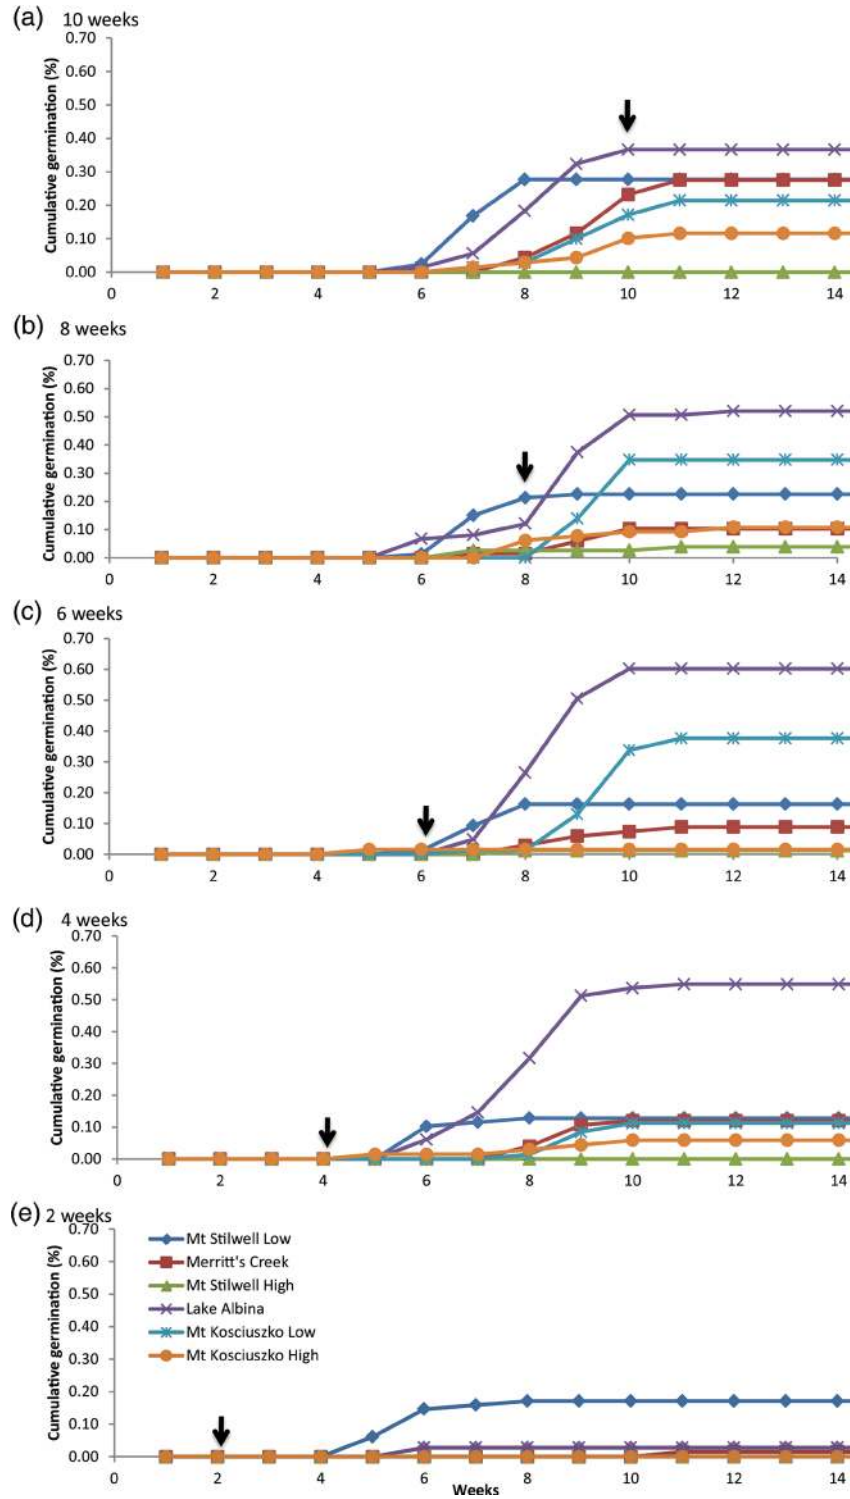 (a) 10 weeks
Cumulative germination (%)
0.70
0.60
0.50
0.40
0.30
0.20
0.10
0.00
0 2 4 6 8 10 12 14
(b) 8 weeks
Cumulative germination (%)
0.70
0.60
0.50
0.40
0.30
0.20
0.10
0.00
0 2 4 6 8 10 12 14
(c) 6 weeks
Cumulative germination (%)
0.70
0.60
0.50
0.40
0.30
0.20
0.10
0.00
0 2 4 6 8 10 12 14
(d) 4 weeks
Cumulative germination (%)
0.70
0.60
0.50
0.40
0.30
0.20
0.10
0.00
0 2 4 6 8 10 12 14
(e) 2 weeks
Cumulative germination (%)
0.70
0.60
0.50
0.40
0.30
0.20
0.10
0.00
Mt Stilwell Low
Merritt's Creek
Mt Stilwell High
Lake Albina
Mt Kosciuszko Low
Mt Kosciuszko High
0 2 4 6 8 10 12 14
Weeks